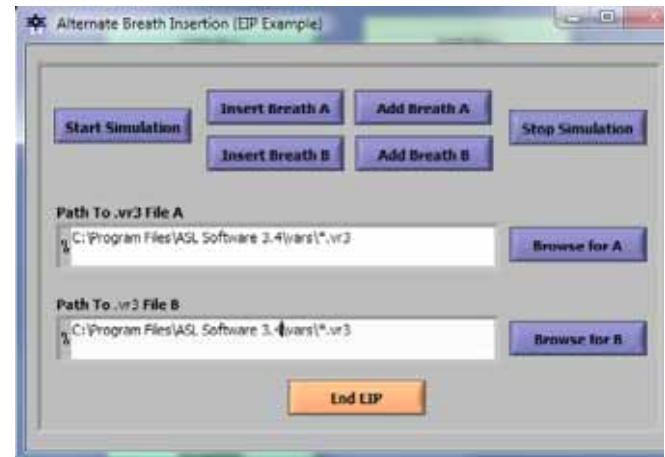 Alternate Breath Insertion (EIP Example)
Start Simulation
Insert Breath A
Add Breath A
Stop Simulation
Insert Breath B
Add Breath B
Path To .vr3 File A
% C:\Program Files\ASL Software 3.4\vars\*.vr3
Browse for A
Path To .vr3 File B
% C:\Program Files\ASL Software 3.4\vars\*.vr3
Browse for B
End EIP